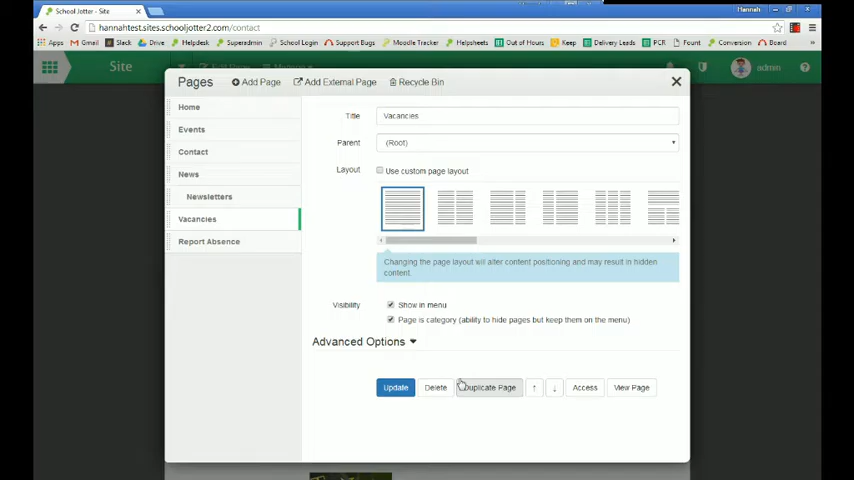 School Jotter - Site
Hannah
hannahtest.sites.schooljotter2.com/contact
Apps Gmail Slack Drive Helpdesk Superadmin School Login Support Bugs Moodle Tracker Helpsheets Out of Hours Keep Delivery Leads PCR Fount Conversion Board
Site
admin
Pages
Add Page
Add External Page
Recycle Bin
Home
Events
Contact
News
Newsletters
Vacancies
Report Absence
Title Vacancies
Parent (Root)
Layout Use custom page layout
Changing the page layout will alter content positioning and may result in hidden
content.
Visibility Show in menu
Page is category (ability to hide pages but keep them on the menu)
Advanced Options
Update Delete Duplicate Page ↑ ↓ Access View Page